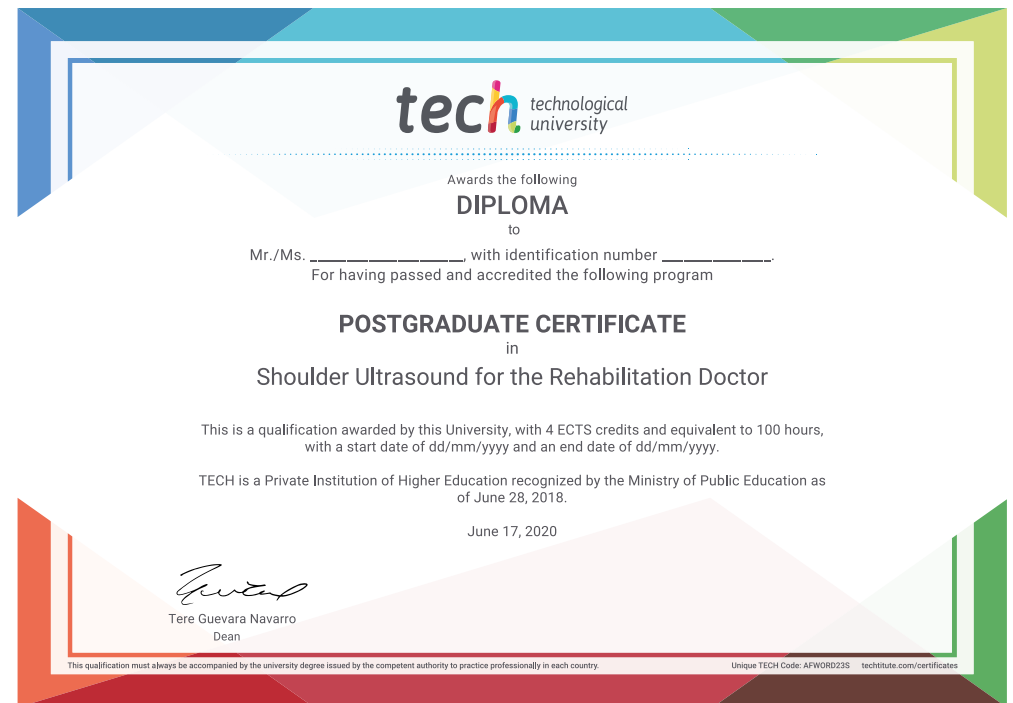 tech technological
university
Awards the following
DIPLOMA
to
Mr./Ms. ____________________, with identification number ______________.
For having passed and accredited the following program
POSTGRADUATE CERTIFICATE
in
Shoulder Ultrasound for the Rehabilitation Doctor
This is a qualification awarded by this University, with 4 ECTS credits and equivalent to 100 hours,
with a start date of dd/mm/yyyy and an end date of dd/mm/yyyy.
TECH is a Private Institution of Higher Education recognized by the Ministry of Public Education as
of June 28, 2018.
June 17, 2020
Tere Guevara Navarro
Dean
This qualification must always be accompanied by the university degree issued by the competent authority to practice professionally in each country.
Unique TECH Code: AFWORD23S techtitute.com/certificates